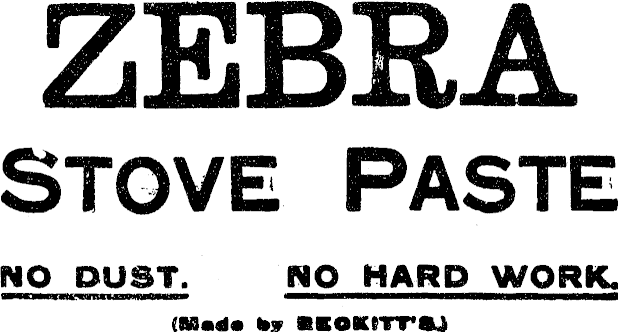 ZEBRA
STOVE PASTE
NO DUST. NO HARD WORK.
(Made by RECKITT'S.)